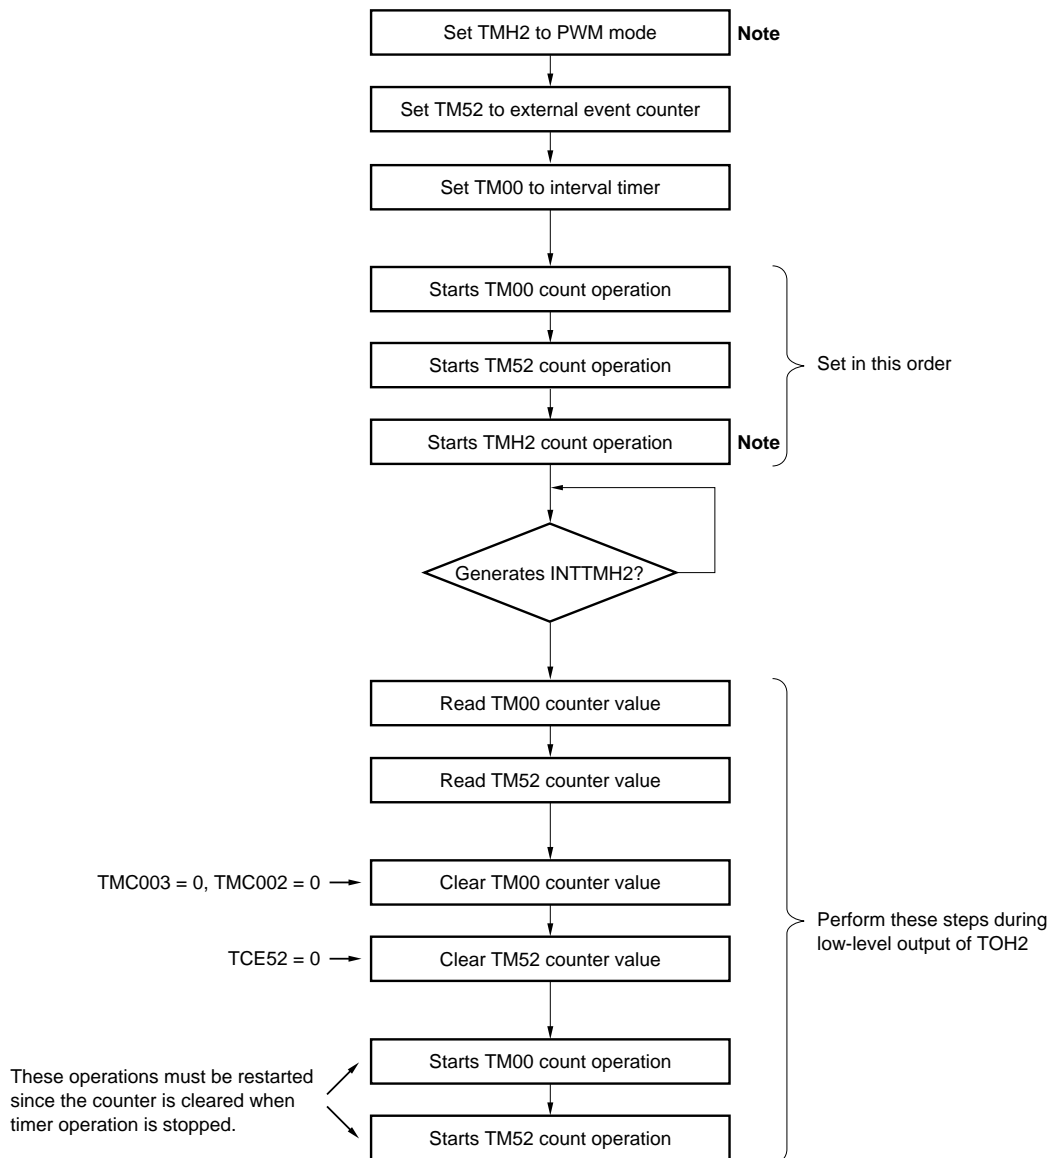 Set TMH2 to PWM mode
Note
Set TM52 to external event counter
Set TM00 to interval timer
Starts TM00 count operation
Starts TM52 count operation
Set in this order
Starts TMH2 count operation
Note
Generates INTTMH2?
Read TM00 counter value
Read TM52 counter value
TMC003 = 0, TMC002 = 0
Clear TM00 counter value
Perform these steps during
low-level output of TOH2
TCE52 = 0
Clear TM52 counter value
Starts TM00 count operation
These operations must be restarted
since the counter is cleared when
timer operation is stopped.
Starts TM52 count operation